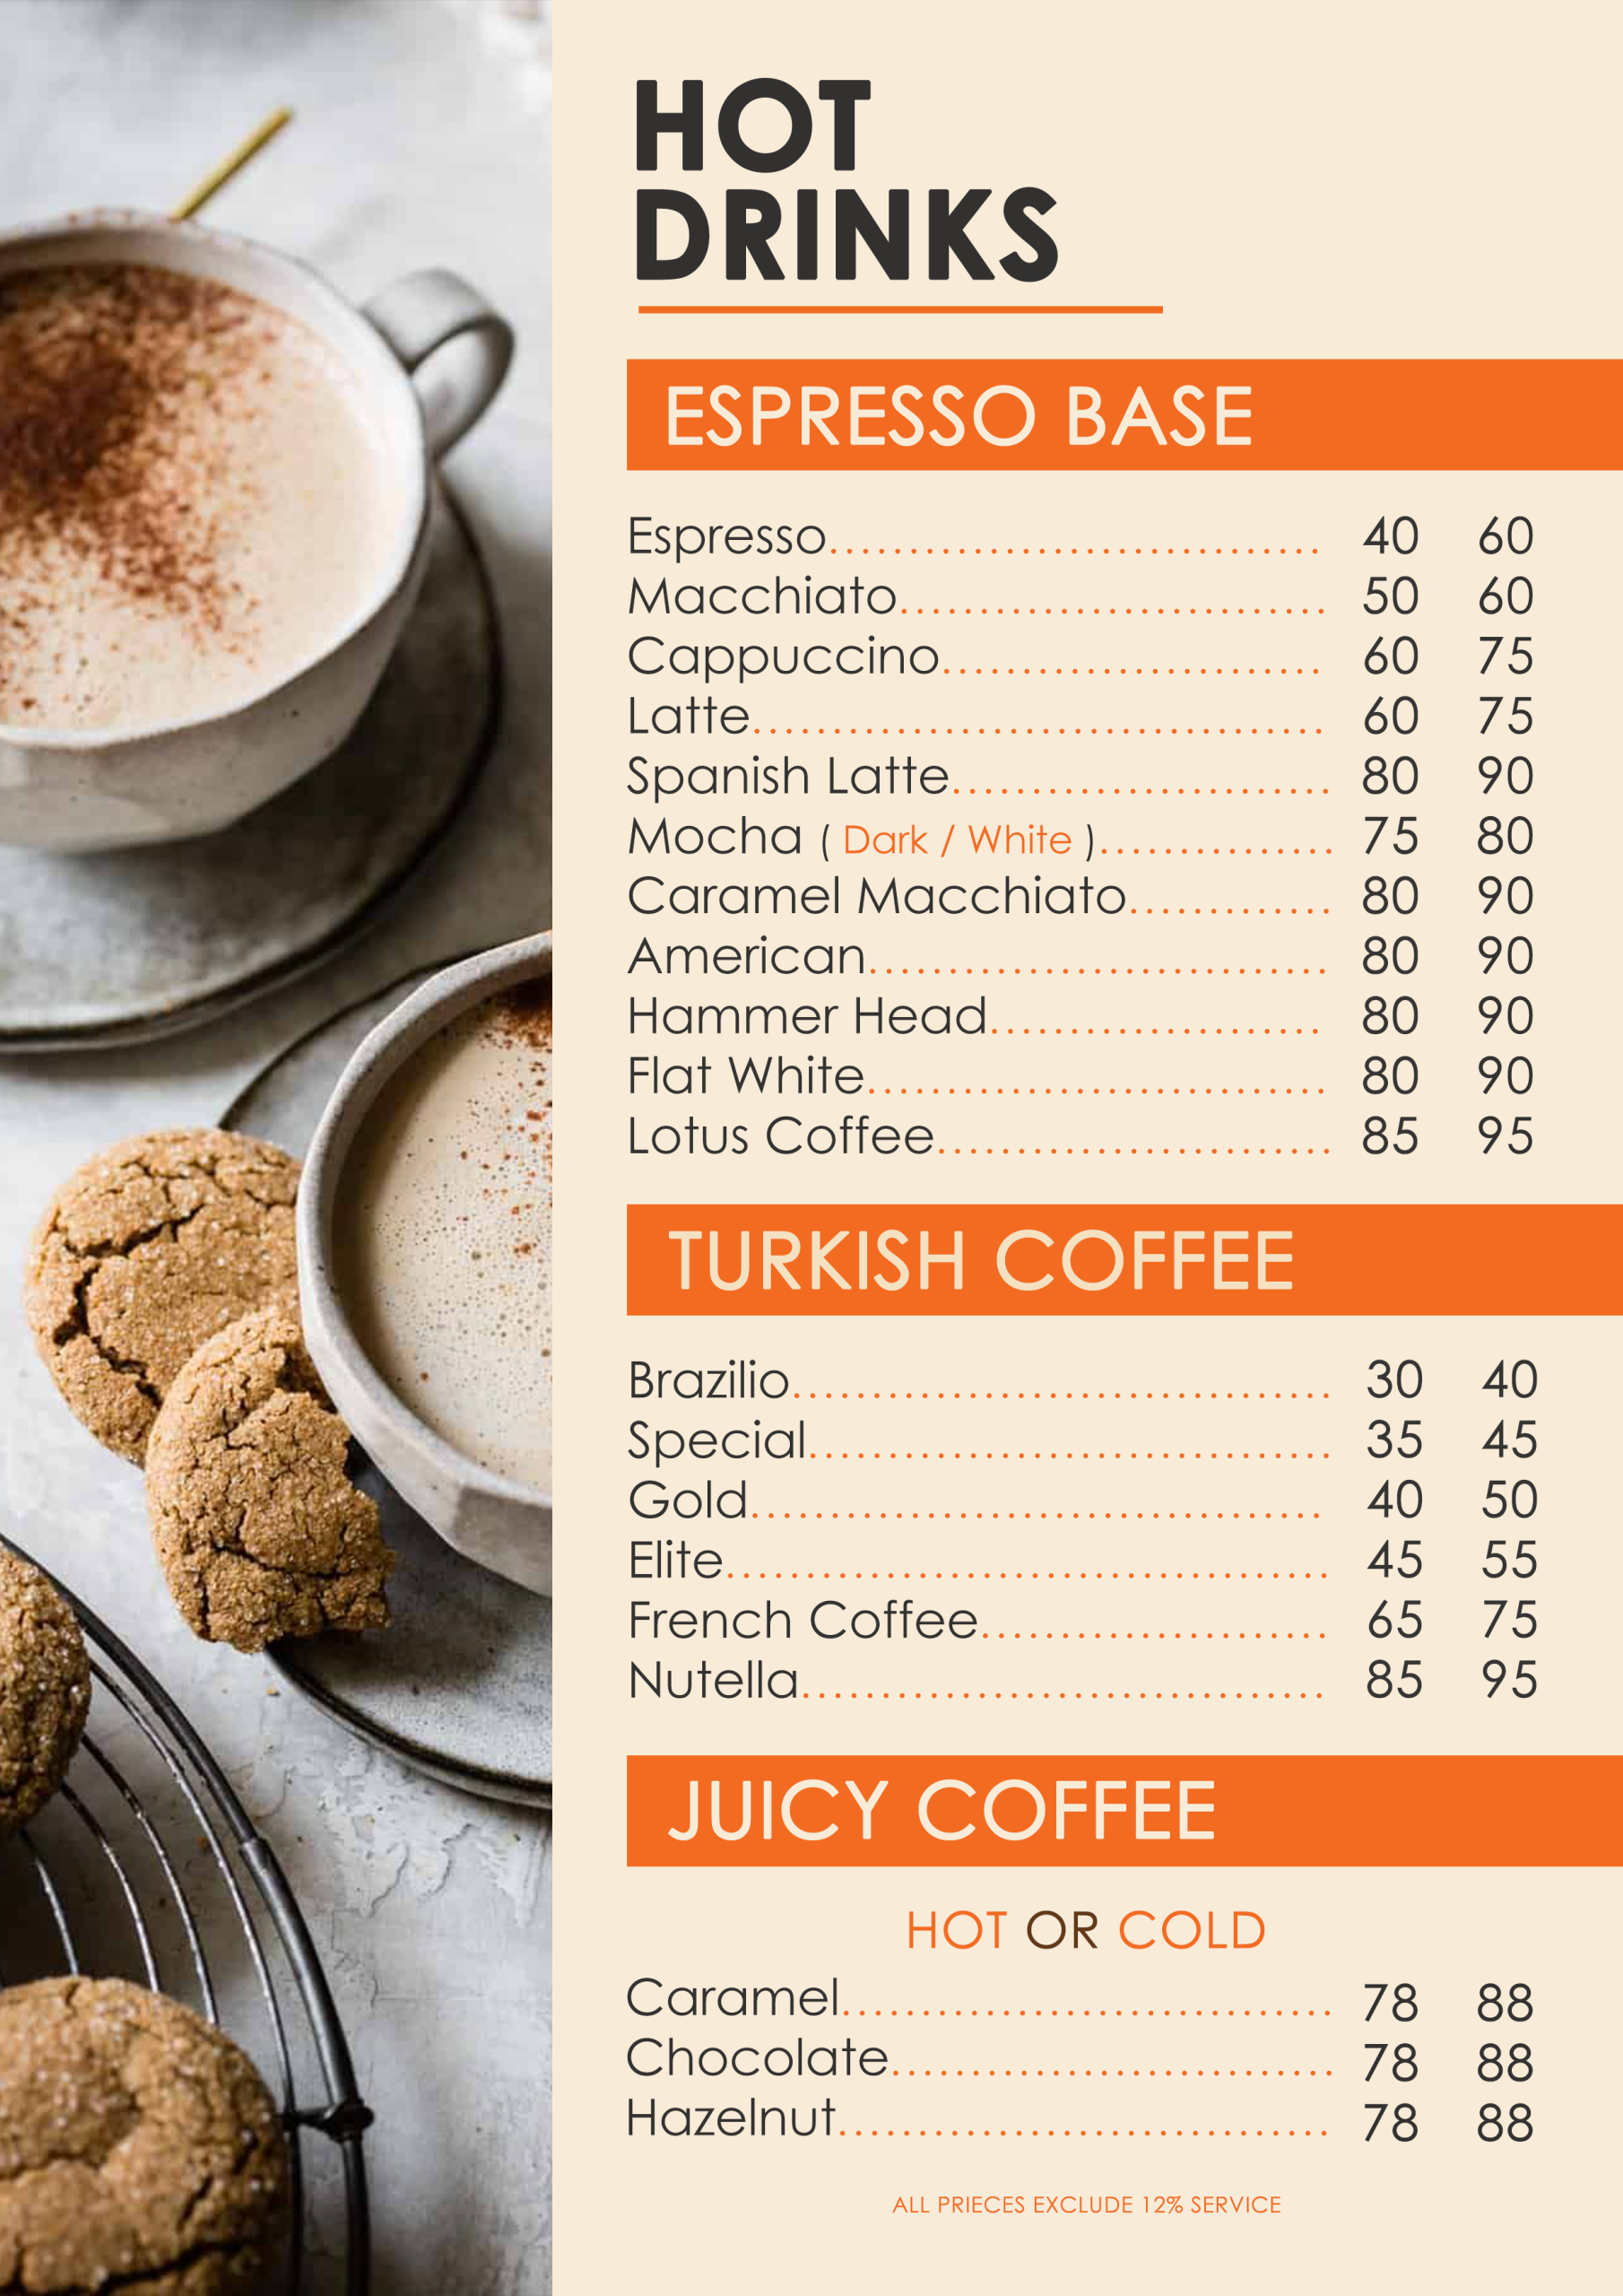 HOT
DRINKS
ESPRESSO BASE
Espresso.............................. 40 60
Macchiato.......................... 50 60
Cappuccino....................... 60 75
Latte................................... 60 75
Spanish Latte....................... 80 90
Mocha ( Dark / White ).............. 75 80
Caramel Macchiato............ 80 90
American............................ 80 90
Hammer Head.................... 80 90
Flat White............................ 80 90
Lotus Coffee........................ 85 95
TURKISH COFFEE
Brazilio................................. 30 40
Special................................ 35 45
Gold................................... 40 50
Elite..................................... 45 55
French Coffee..................... 65 75
Nutella................................ 85 95
JUICY COFFEE
HOT OR COLD
Caramel.............................. 78 88
Chocolate........................... 78 88
Hazelnut.............................. 78 88
ALL PRIECES EXCLUDE 12% SERVICE